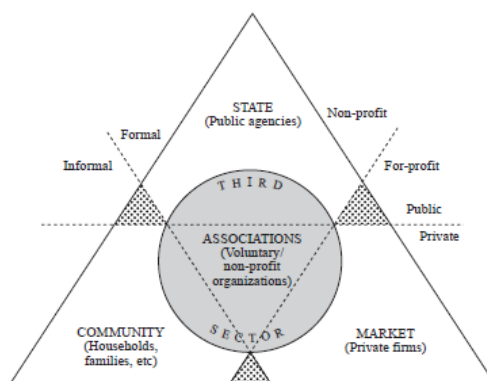 STATE
(Public agencies)
Non-profit
Formal
Informal
For-profit
THIRD
Public
Private
ASSOCIATIONS
(Voluntary/
non-profit
organizations)
SECTOR
COMMUNITY
(Households,
families, etc)
MARKET
(Private firms)